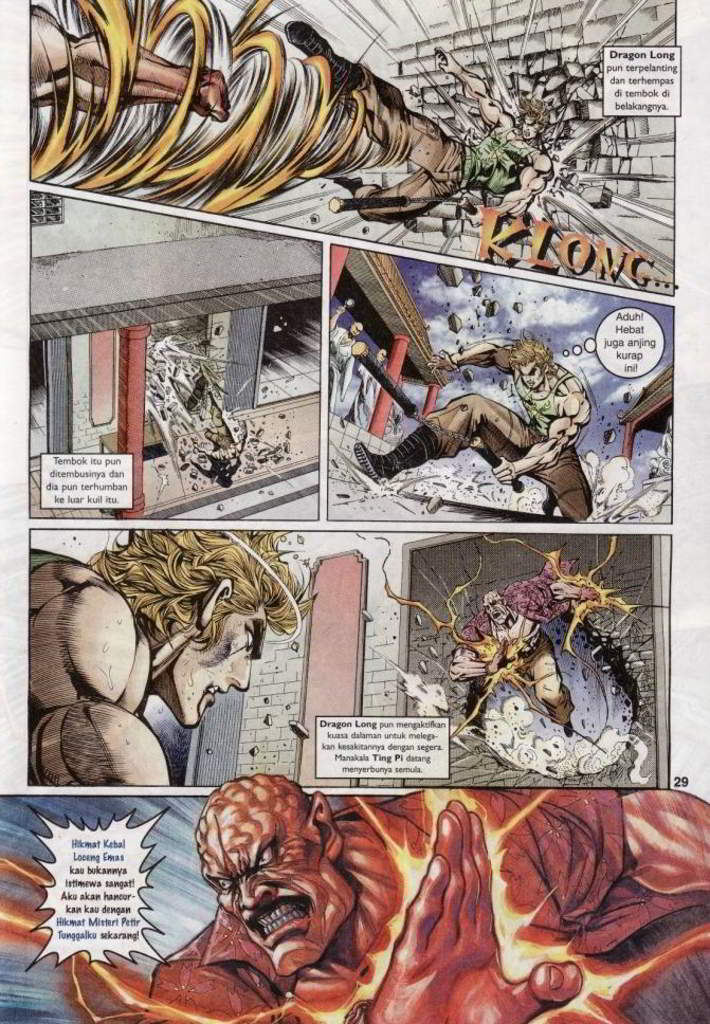 Dragon Long
pun terpelanting
dan terhempas
di tembok di
belakangnya.
KLONG...
Tembok itu pun
ditembusinya dan
dia pun terhumban
ke luar kuil itu.
Aduh!
Hebat
juga anjing
kurap
ini!
Dragon Long pun mengaktifkan
kuasa dalaman untuk melega-
kan kesakitannya dengan segera.
Manakala Ting Pi datang
menyerbunya semula.
29
Hikmat Kebal
Loceng Emas
kau bukannya
istimewa sangat!
Aku akan hancur-
kan kau dengan
Hikmat Misteri Petir
Tunggalku sekarang!